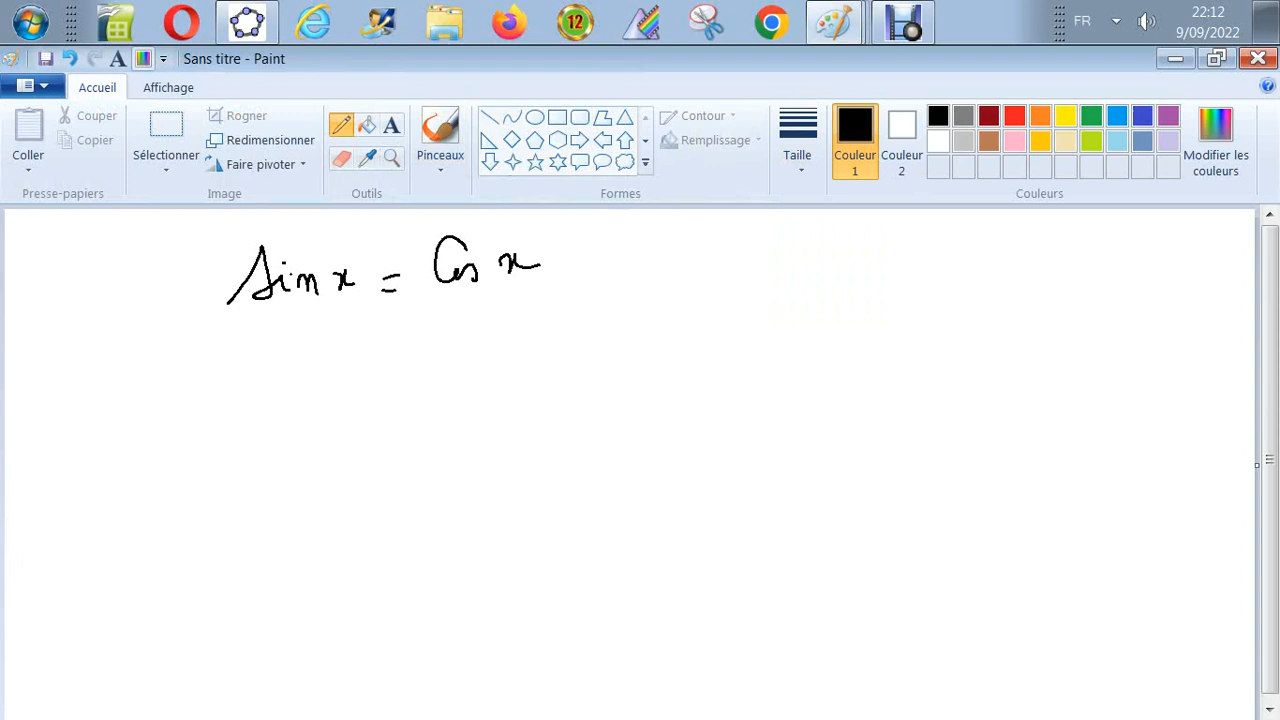 12
FR
22:12
9/09/2022
Sans titre - Paint
Accueil
Affichage
Coller
Couper
Copier
Presse-papiers
Sélectionner
Rogner
Redimensionner
Faire pivoter
Image
A
Outils
Pinceaux
Contour
Remplissage
Formes
Taille
Couleur 1
Couleur 2
Modifier les couleurs
Couleurs
Sin x = Cos x